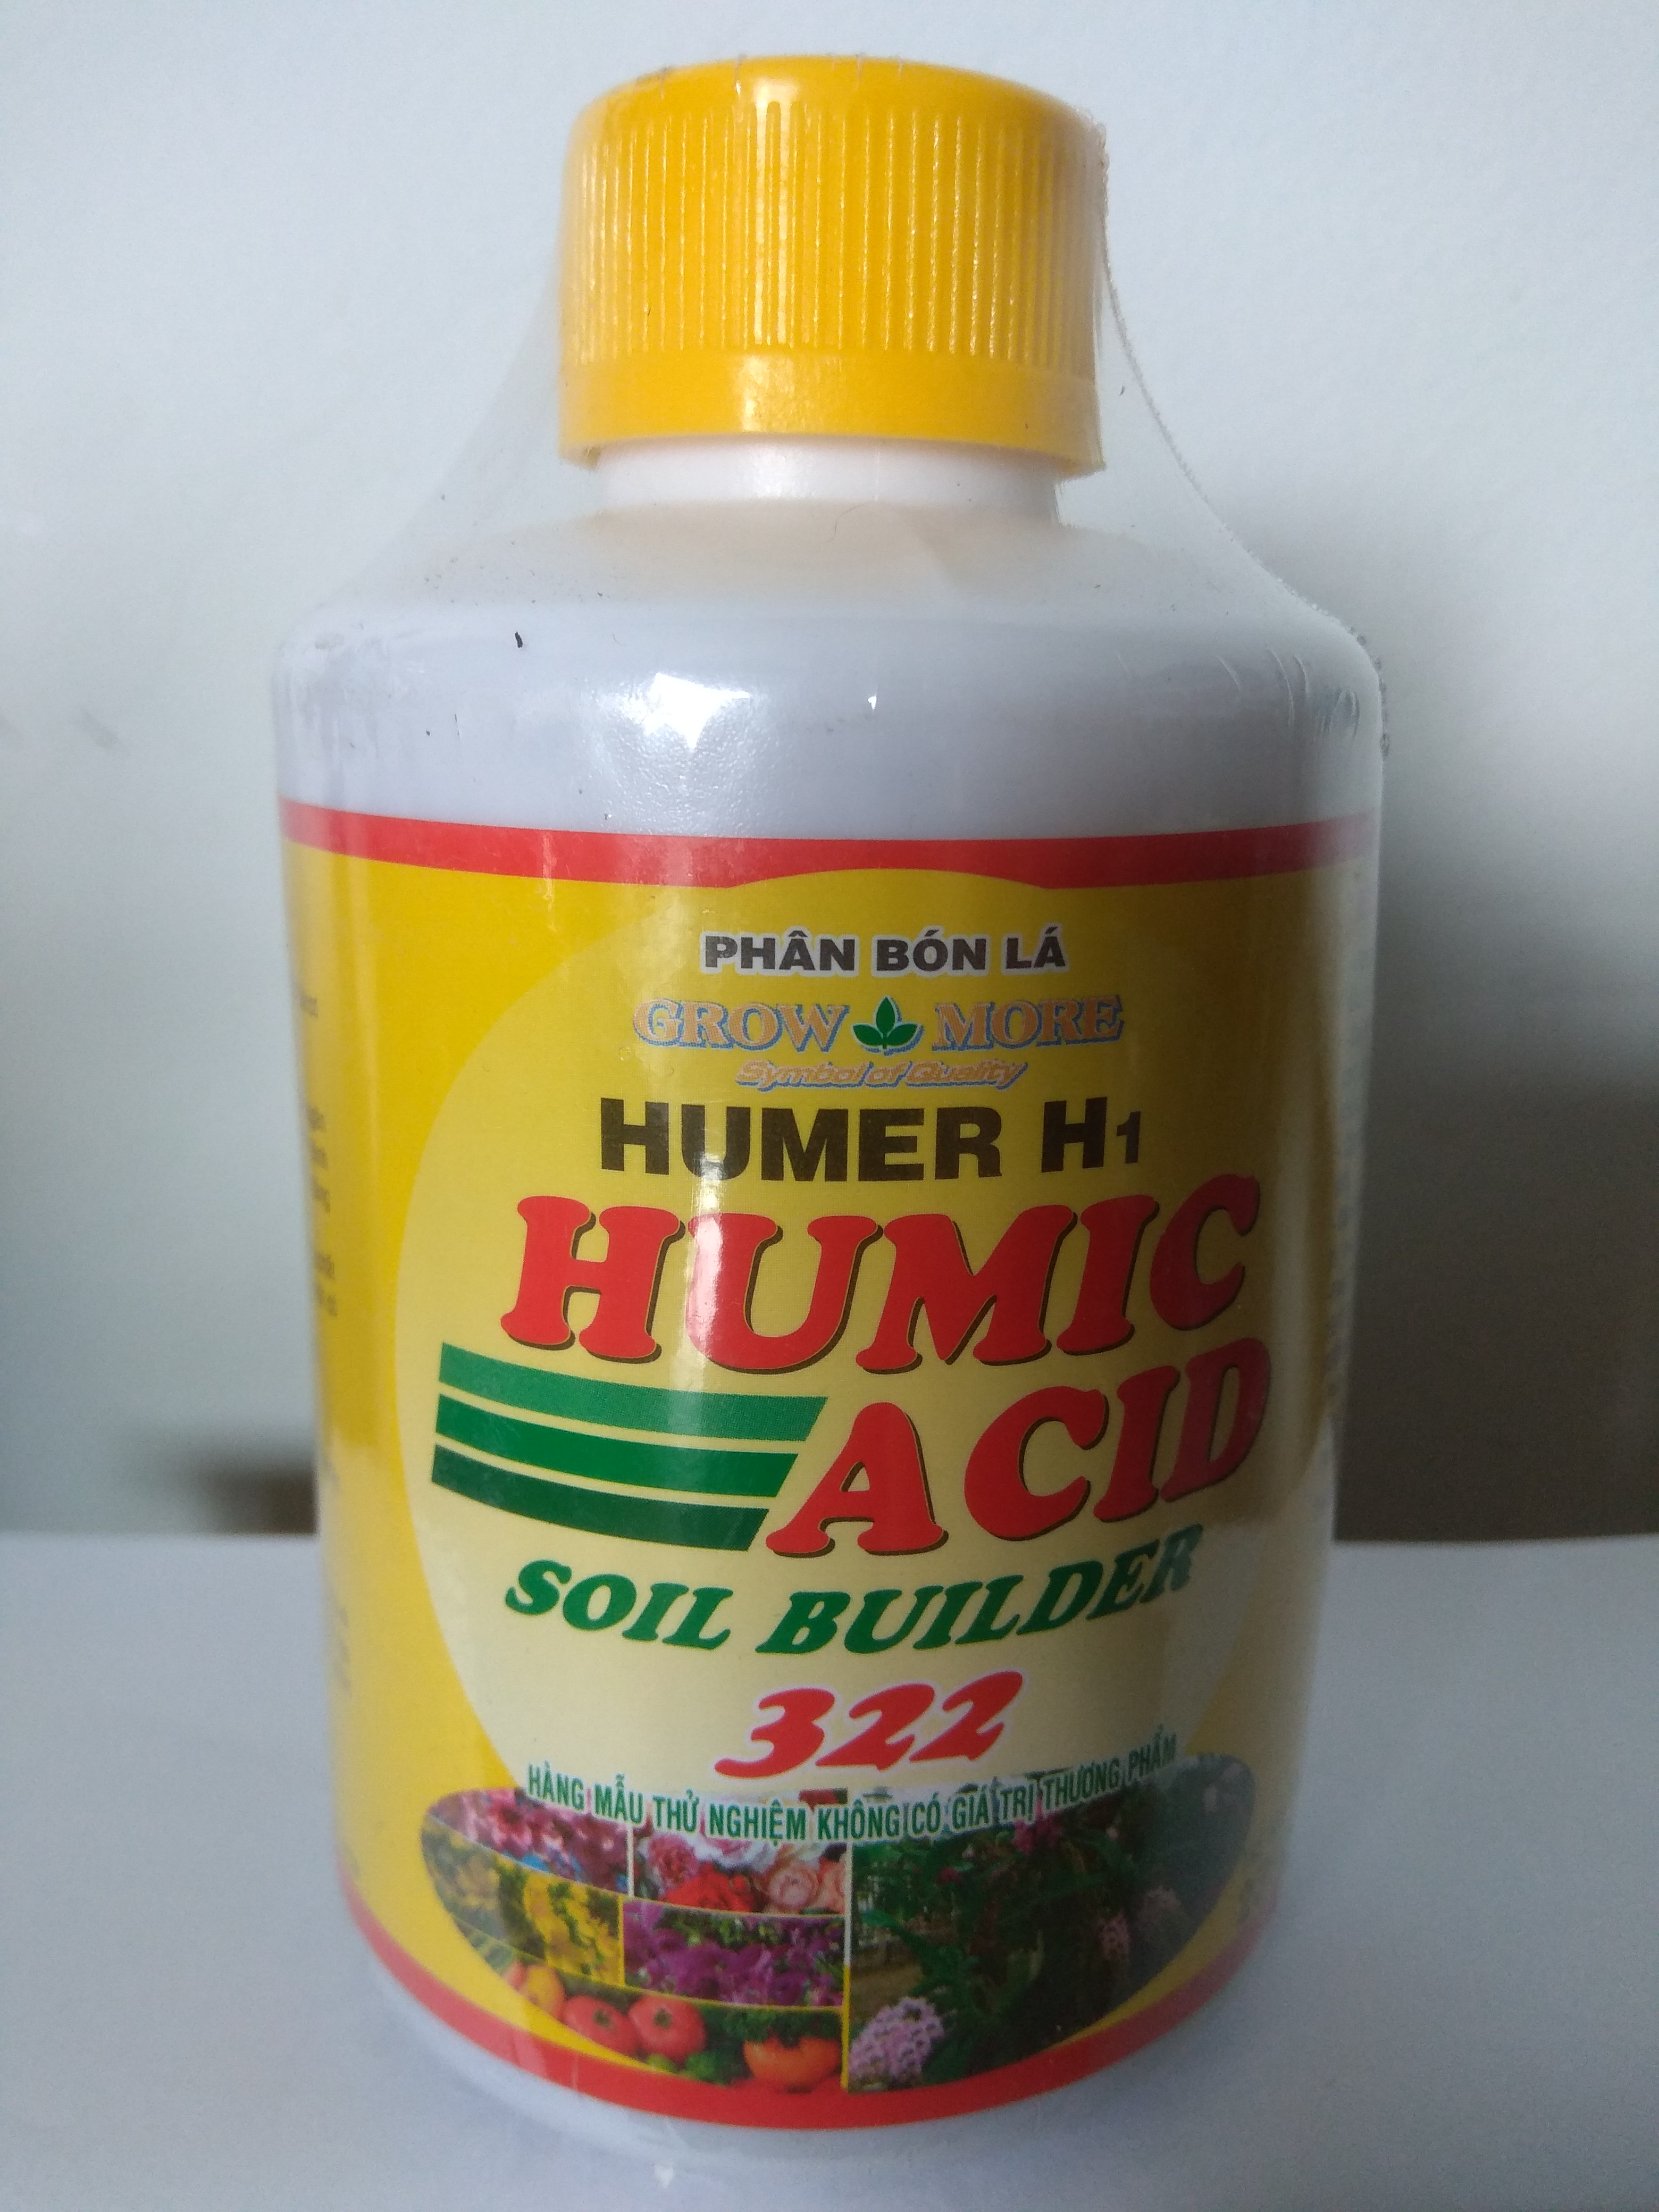 PHÂN BÓN LÁ
GROW MORE
Symbol of Quality
HUMER H1
HUMIC
ACID
SOIL BUILDER
322
HÀNG MẪU THỬ NGHIỆM KHÔNG CÓ GIÁ TRỊ THƯƠNG PHẨM